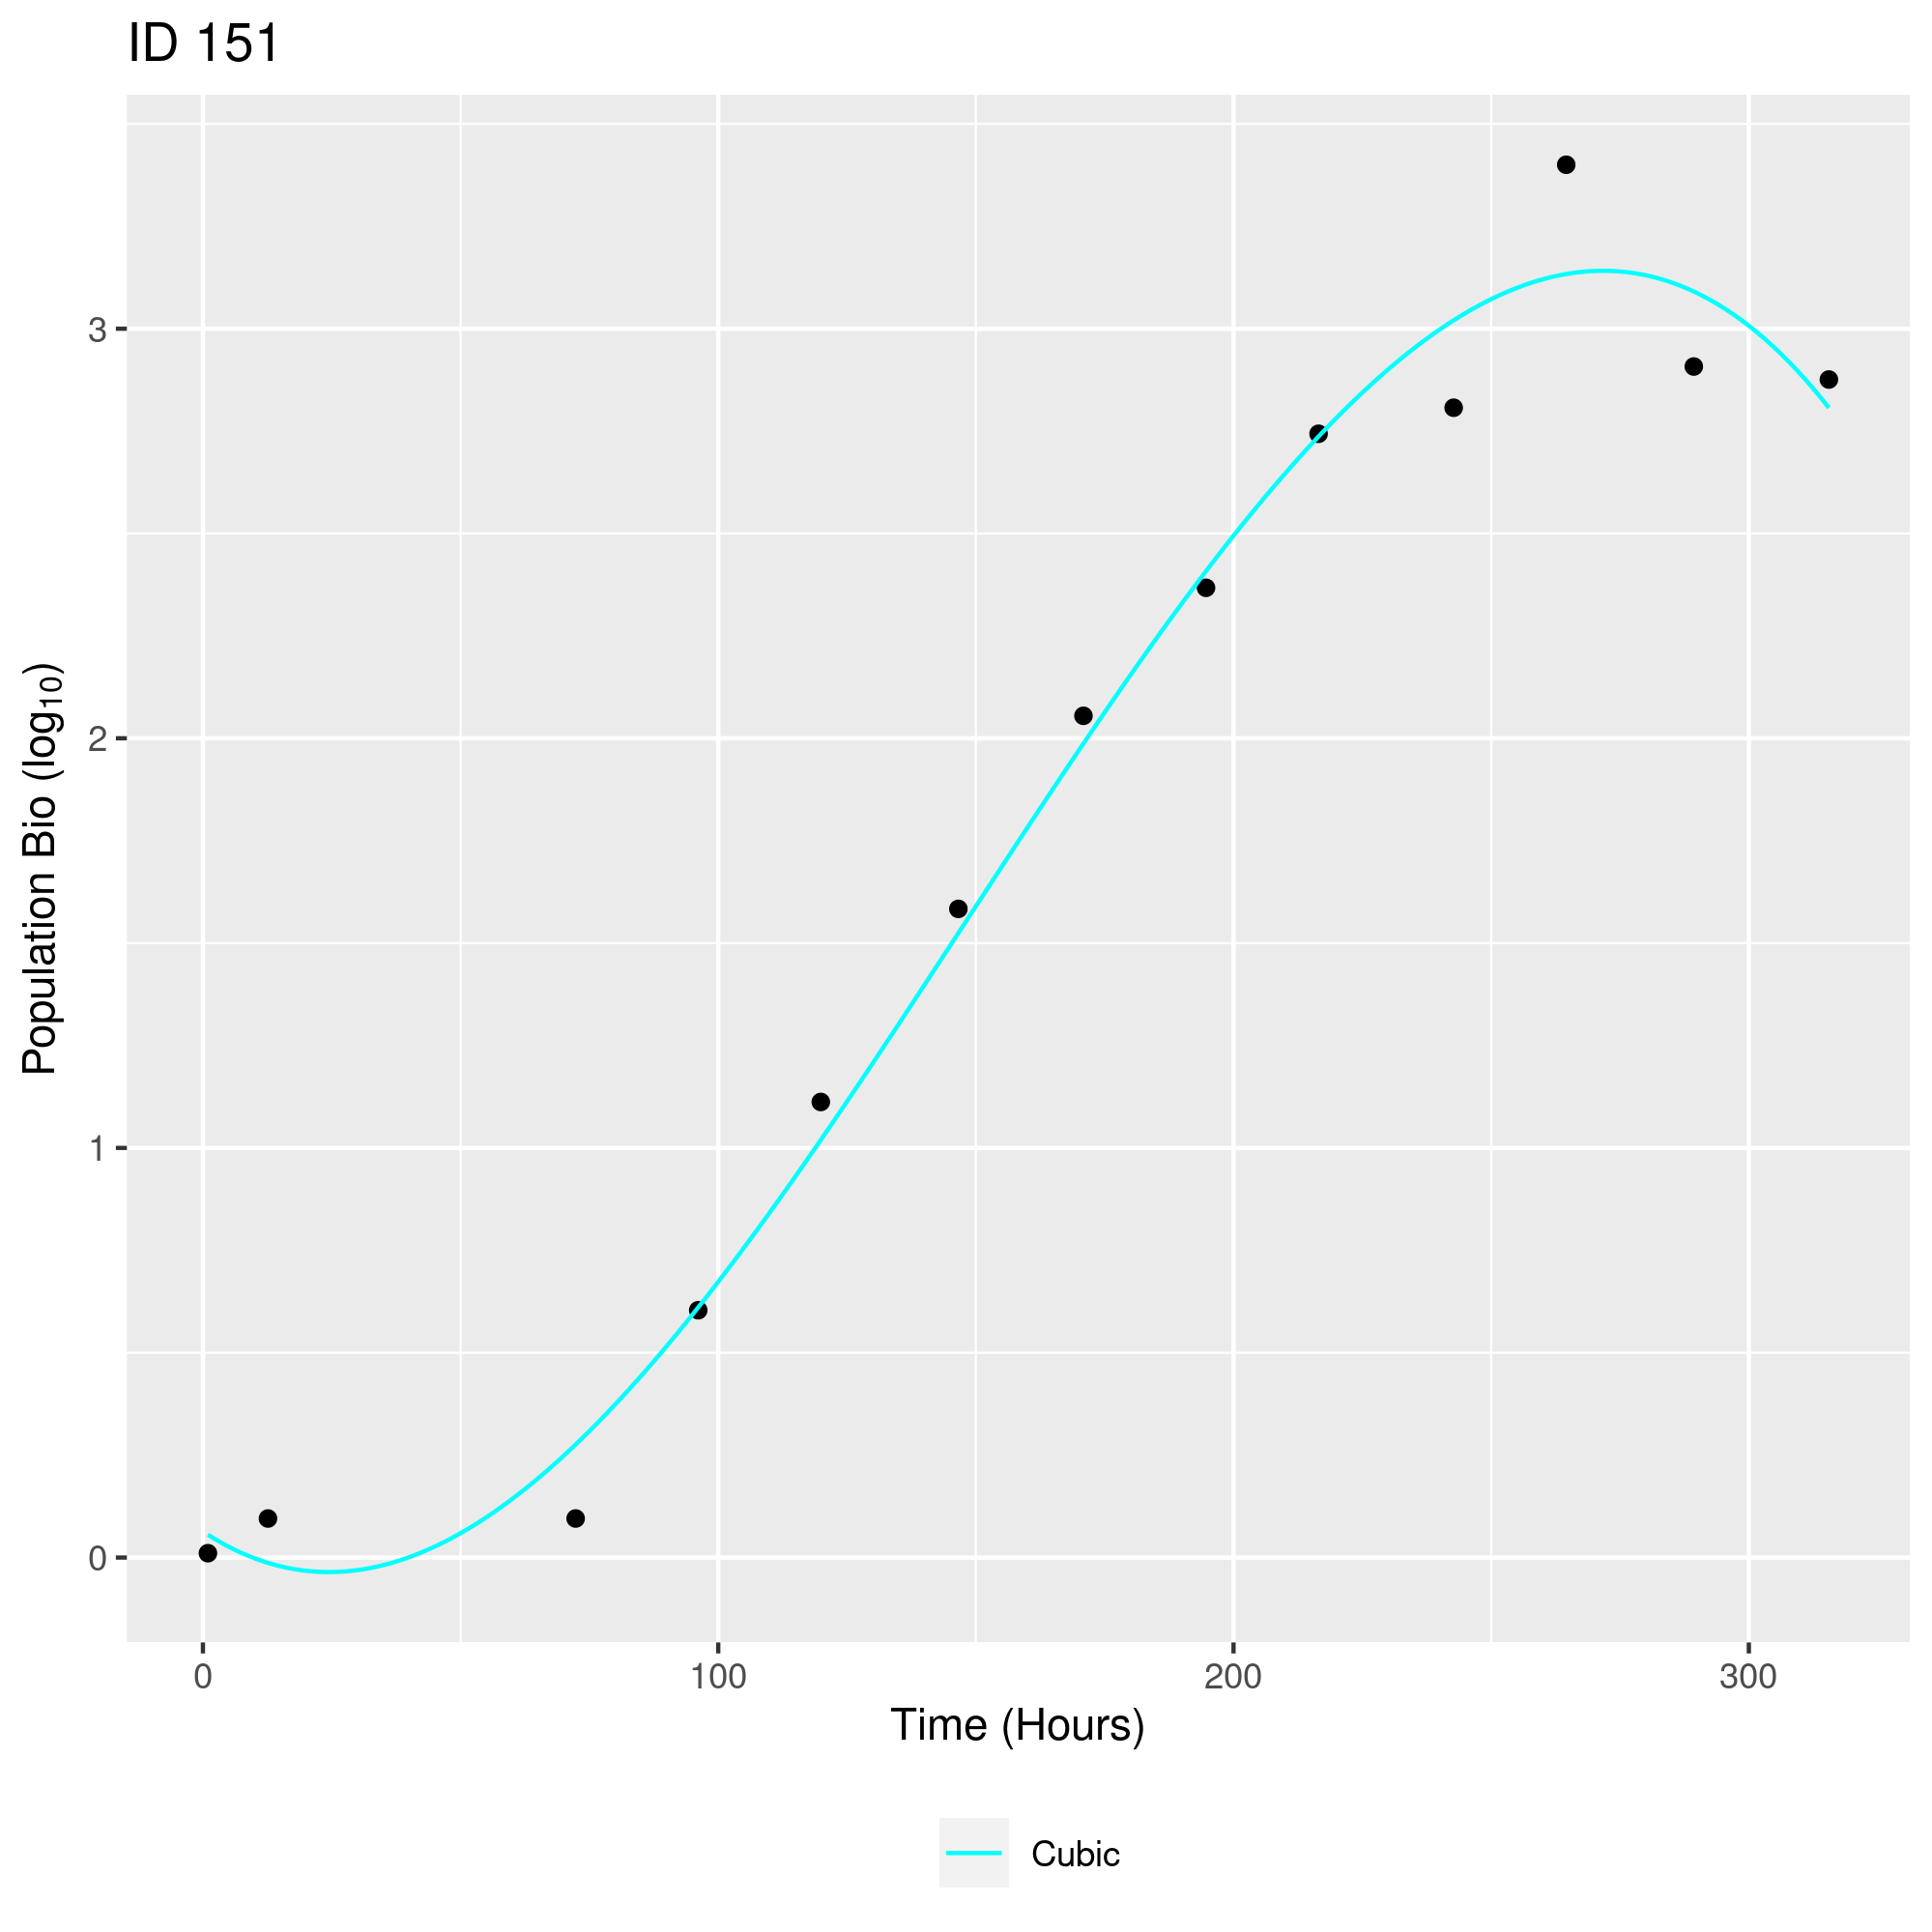 ID 151
Population Bio (log₁₀)
3
2
1
0
0 100 200 300
Time (Hours)
Cubic